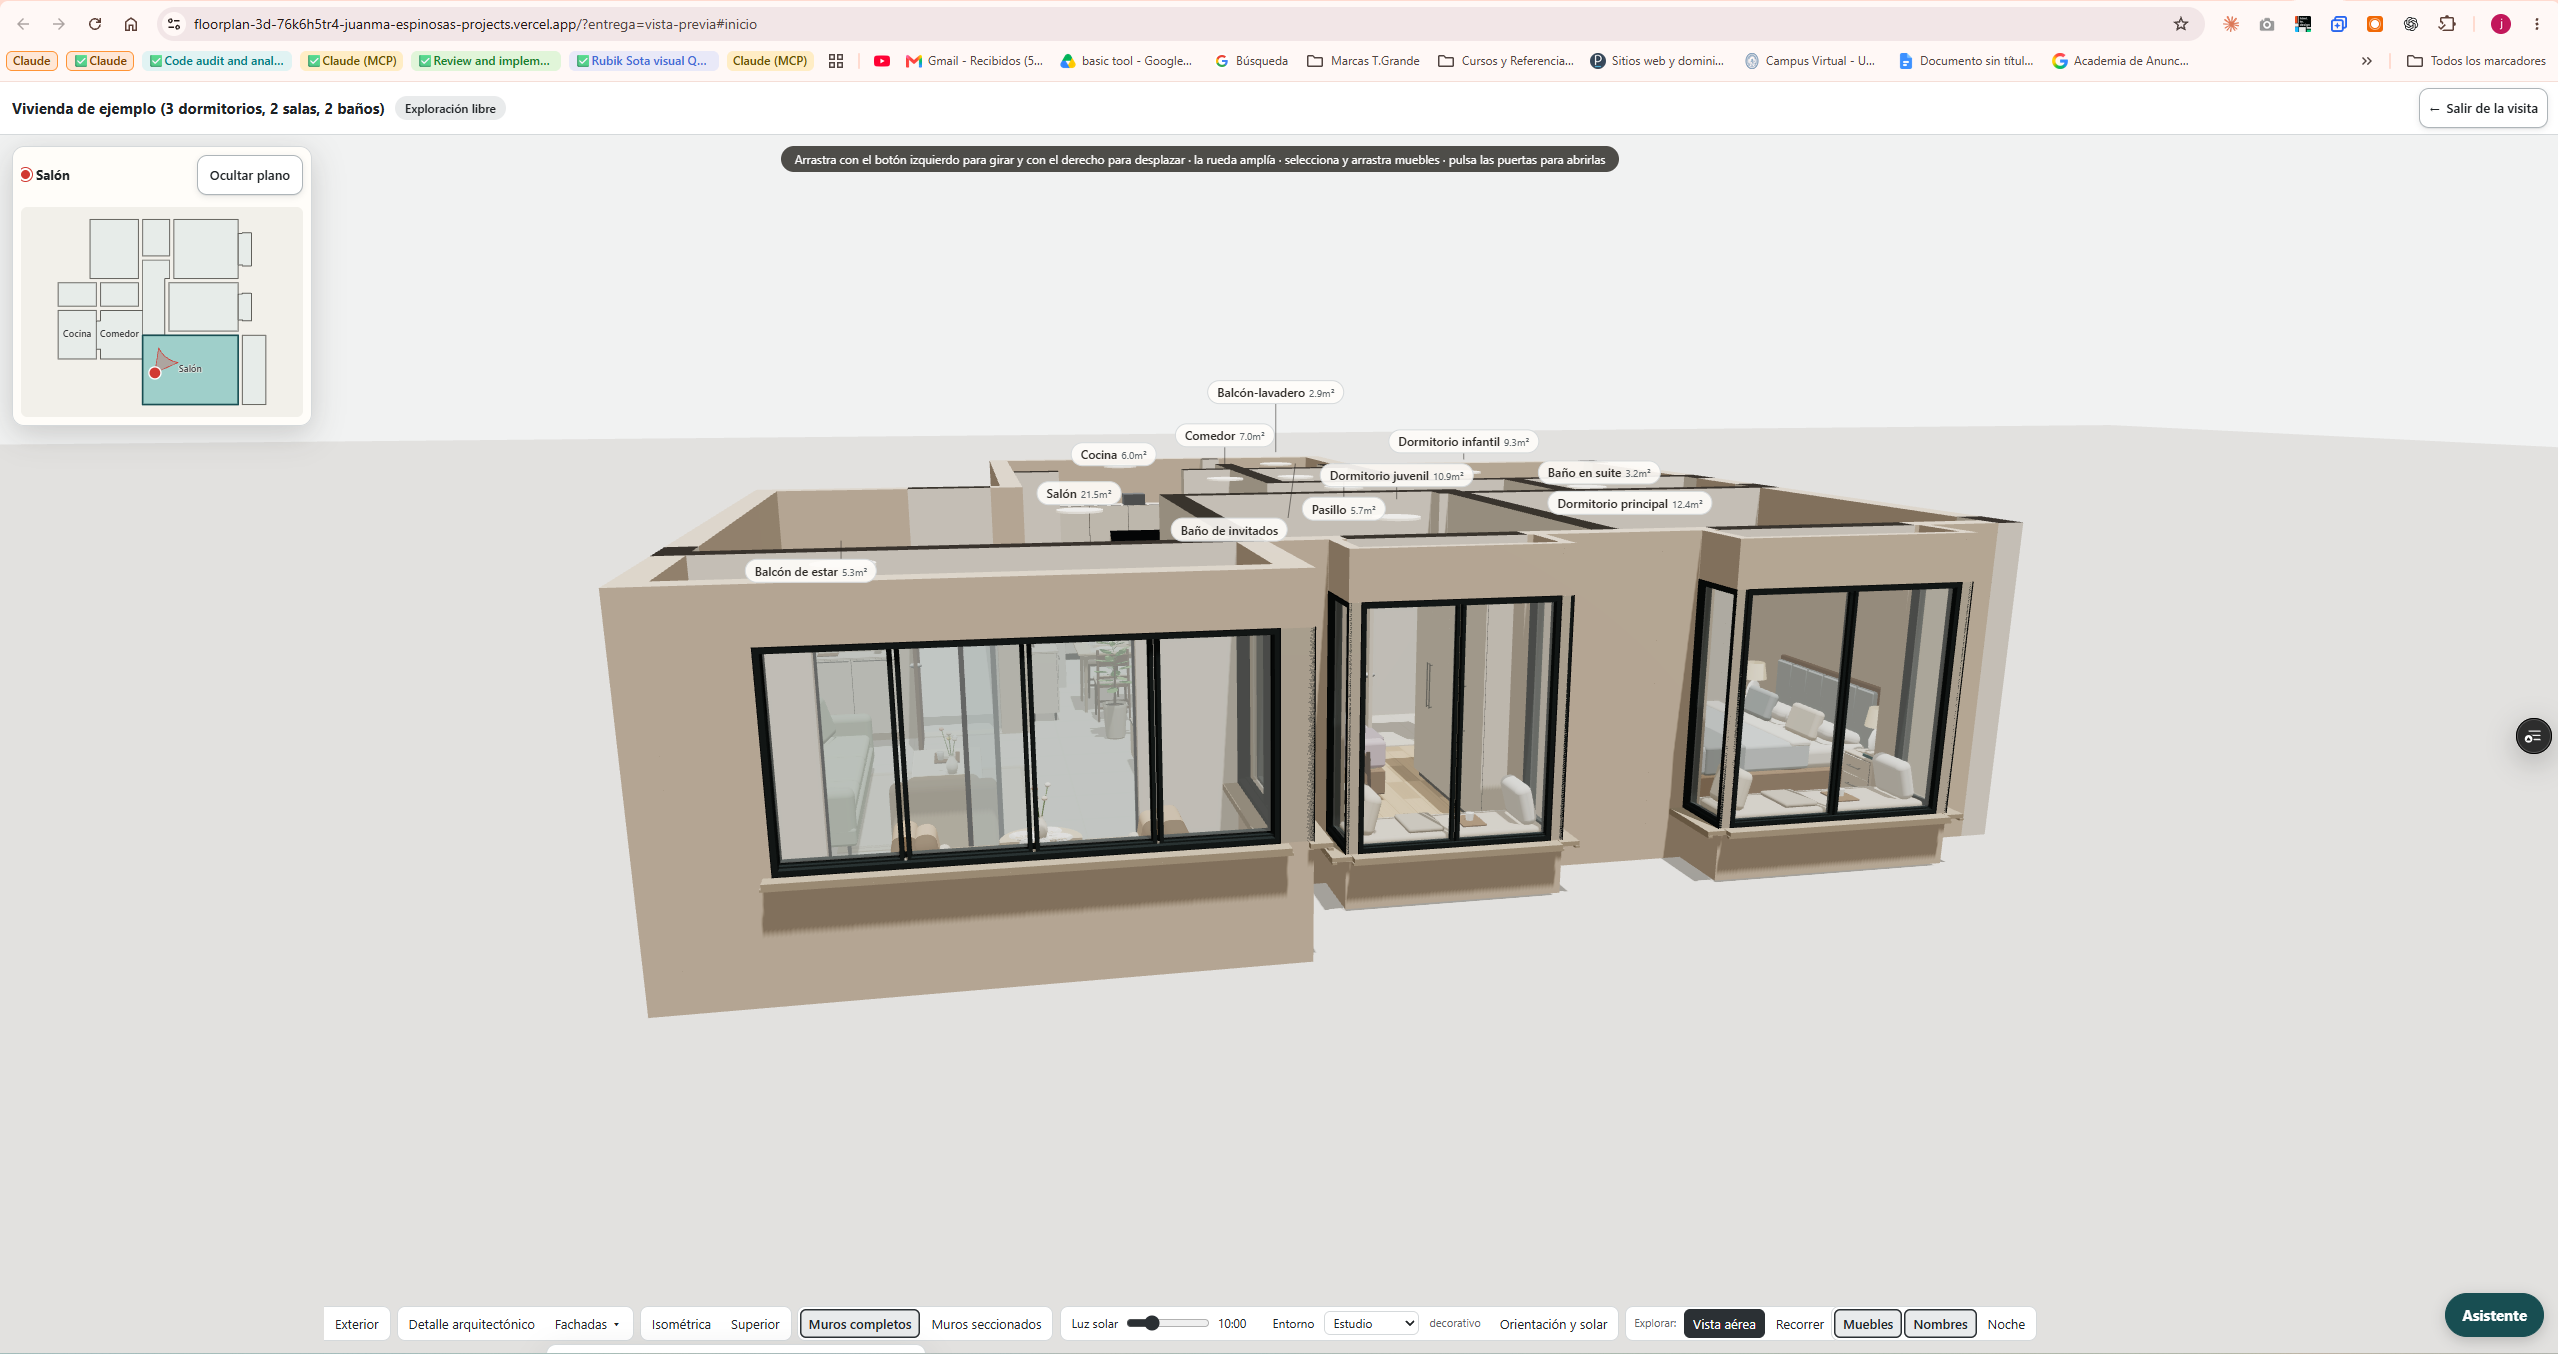 floorplan-3d-76k6h5tr4-juanma-espinosas-projects.vercel.app/?entrega=vista-previa#inicio
j
Claude
Claude
Code audit and anal...
Claude (MCP)
Review and implem...
Rubik Sota visual Q...
Claude (MCP)
Gmail - Recibidos (5...
basic tool - Google...
Búsqueda
Marcas T.Grande
Cursos y Referencia...
Sitios web y domini...
Campus Virtual - U...
Documento sin títul...
Academia de Anunc...
Todos los marcadores
Vivienda de ejemplo (3 dormitorios, 2 salas, 2 baños)
Exploración libre
← Salir de la visita
Salón
Ocultar plano
Arrastra con el botón izquierdo para girar y con el derecho para desplazar · la rueda amplía · selecciona y arrastra muebles · pulsa las puertas para abrirlas
Cocina
Comedor
Salón
Balcón-lavadero 2.9m²
Comedor 7.0m²
Dormitorio infantil 9.3m²
Cocina 6.0m²
Dormitorio juvenil 10.9m²
Baño en suite 3.2m²
Salón 21.5m²
Pasillo 5.7m²
Dormitorio principal 12.4m²
Baño de invitados
Balcón de estar 5.3m²
Exterior
Detalle arquitectónico
Fachadas
Isométrica
Superior
Muros completos
Muros seccionados
Luz solar
10:00
Entorno
Estudio
decorativo
Orientación y solar
Explorar:
Vista aérea
Recorrer
Muebles
Nombres
Noche
Asistente